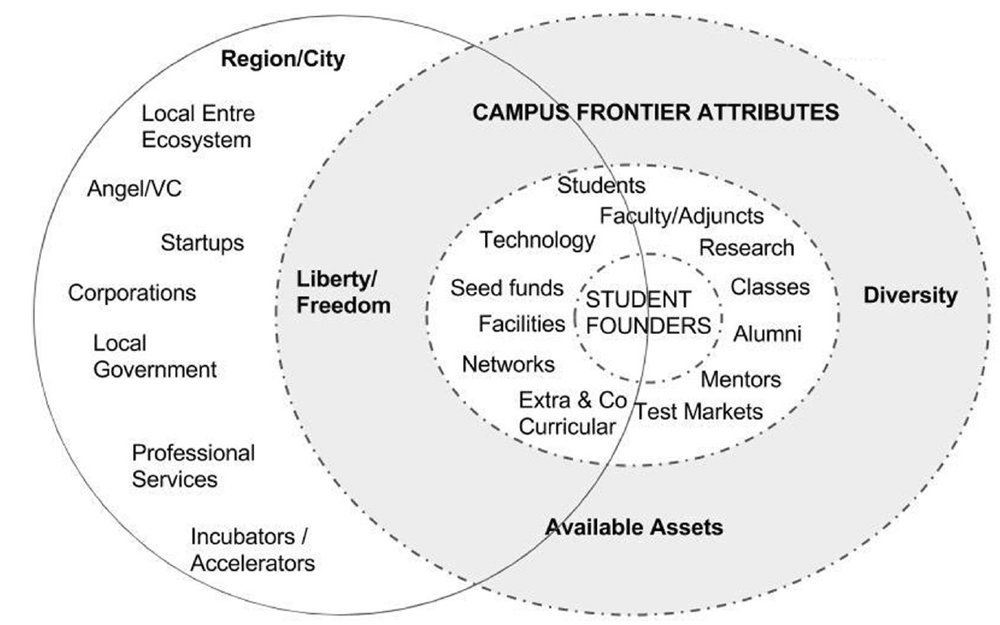 Region/City
Local Entre
Ecosystem
Angel/VC
Startups
Corporations
Local
Government
Professional
Services
Incubators /
Accelerators
CAMPUS FRONTIER ATTRIBUTES
Liberty/
Freedom
Diversity
Available Assets
Students
Faculty/Adjuncts
Technology
Research
Seed funds
Classes
Facilities
Alumni
Networks
Mentors
Extra & Co
Curricular
Test Markets
STUDENT
FOUNDERS